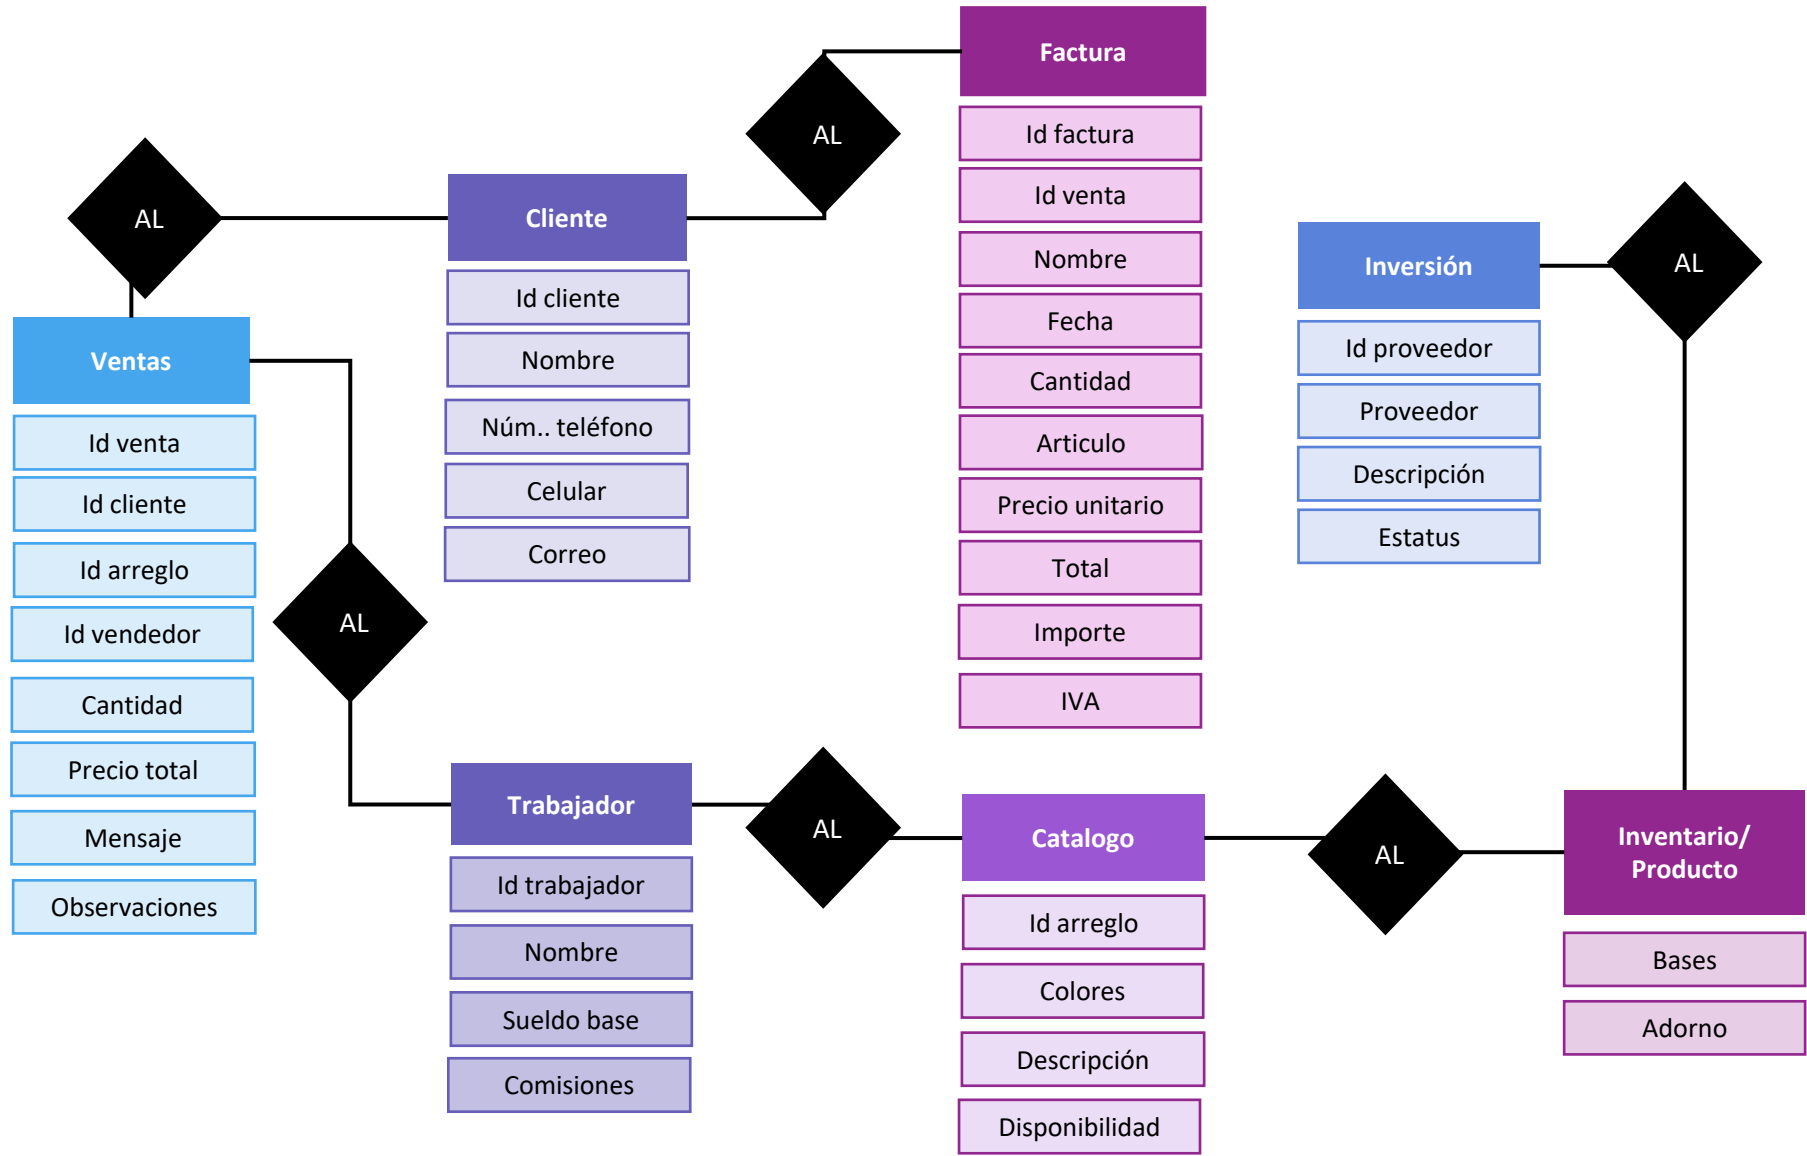 Factura
Id factura
Id venta
Nombre
Fecha
Cantidad
Articulo
Precio unitario
Total
Importe
IVA
AL
AL
Cliente
Id cliente
Nombre
Núm.. teléfono
Celular
Correo
Ventas
Id venta
Id cliente
Id arreglo
Id vendedor
Cantidad
Precio total
Mensaje
Observaciones
AL
Inversión
Id proveedor
Proveedor
Descripción
Estatus
AL
Trabajador
Id trabajador
Nombre
Sueldo base
Comisiones
AL
Catalogo
Id arreglo
Colores
Descripción
Disponibilidad
AL
Inventario/
Producto
Bases
Adorno